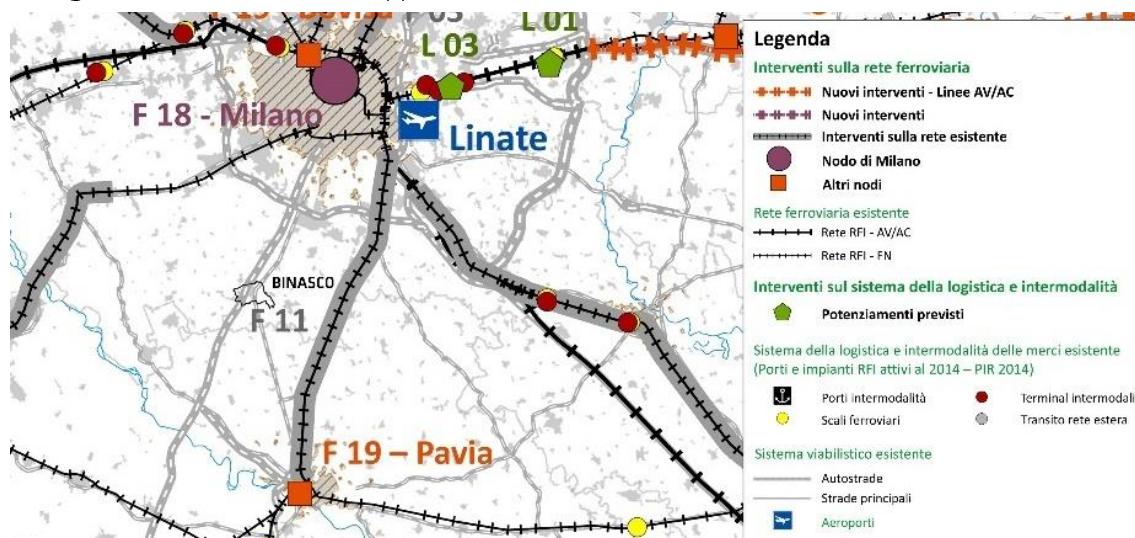 L 01
L 03
F 18 - Milano
Linate
BINASCO
F 11
F 19 – Pavia
Legenda
Interventi sulla rete ferroviaria
Nuovi interventi - Linee AV/AC
Nuovi interventi
Interventi sulla rete esistente
Nodo di Milano
Altri nodi
Rete ferroviaria esistente
Rete RFI - AV/AC
Rete RFI - FN
Interventi sul sistema della logistica e intermodalità
Potenziamenti previsti
Sistema della logistica e intermodalità delle merci esistente
(Porti e impianti RFI attivi al 2014 – PIR 2014)
Porti intermodalità
Terminal intermodali
Scali ferroviari
Transito rete estera
Sistema viabilistico esistente
Autostrade
Strade principali
Aeroporti